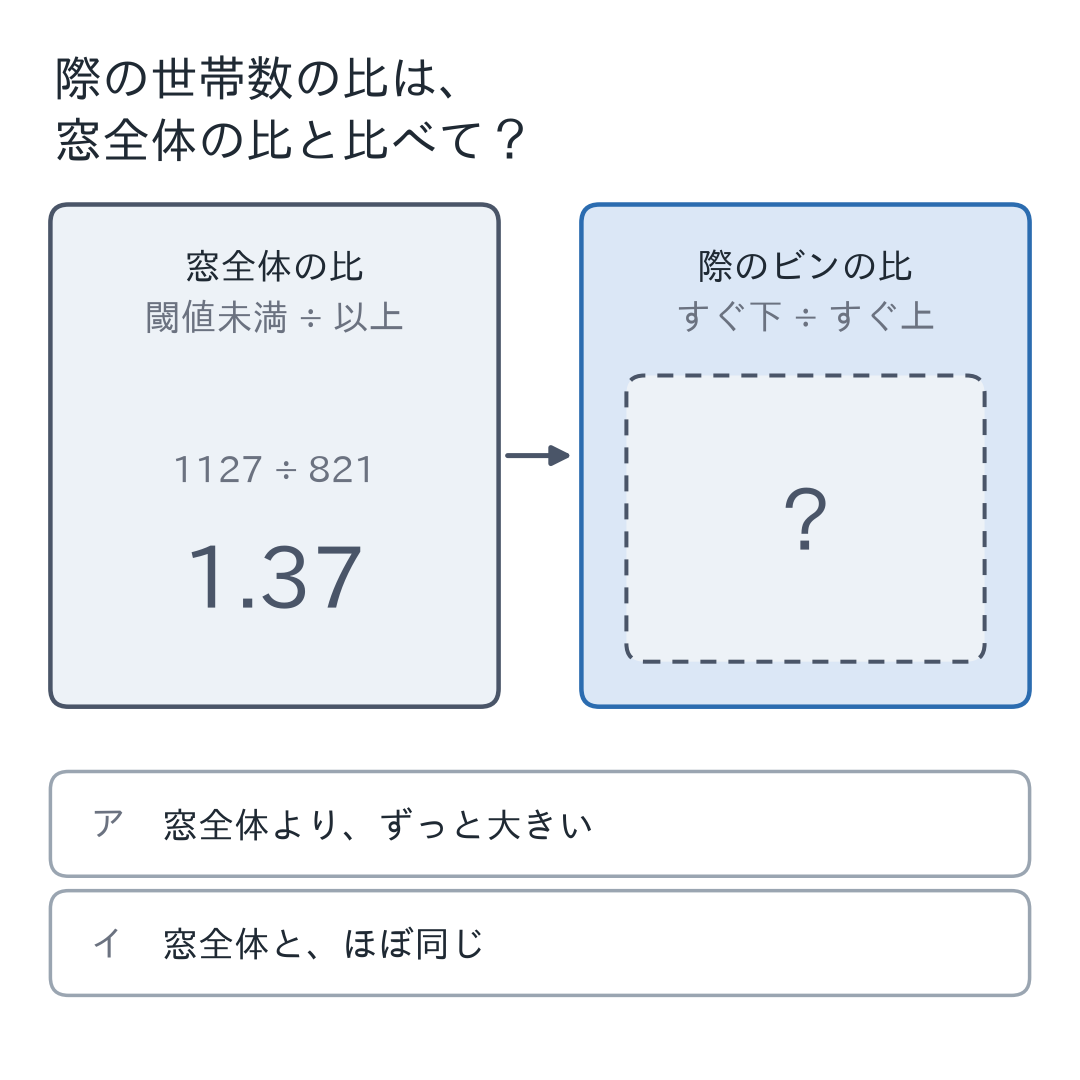 際の世帯数の比は、
窓全体の比と比べて？
窓全体の比
閾値未満 ÷ 以上
1127 ÷ 821
1.37
際のビンの比
すぐ下 ÷ すぐ上
？
ア 窓全体より、ずっと大きい
イ 窓全体と、ほぼ同じ